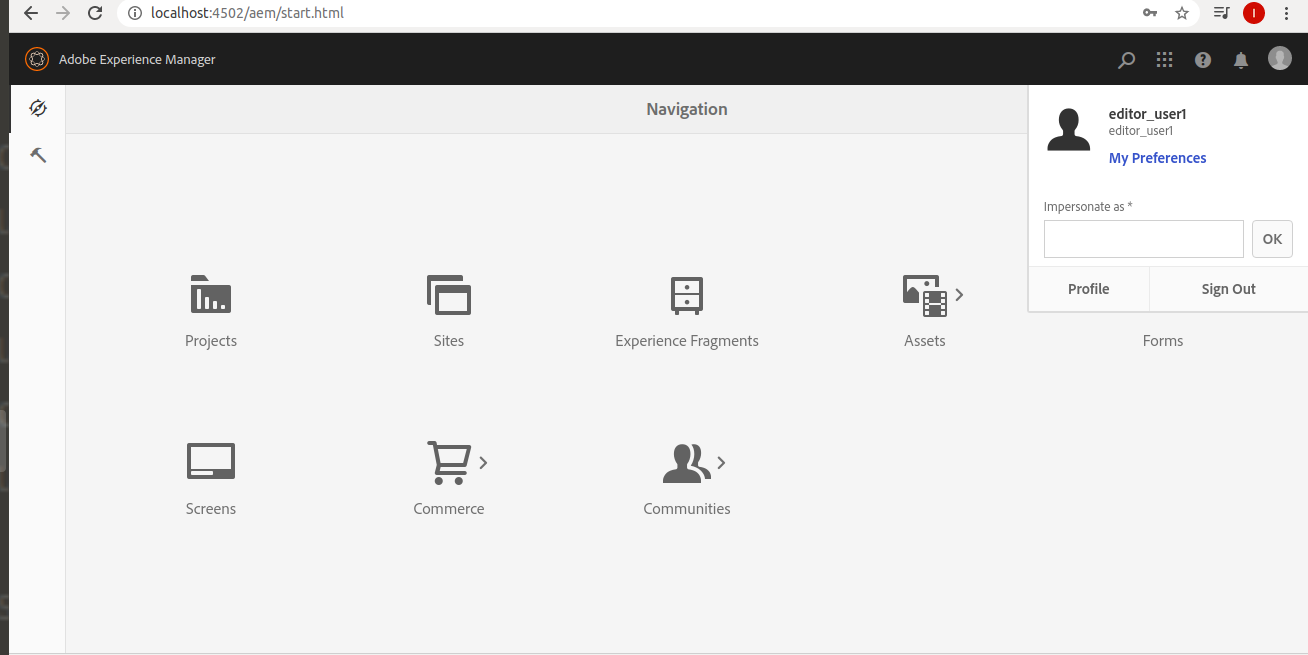 localhost:4502/aem/start.html
I
Adobe Experience Manager
?
Navigation
editor_user1
editor_user1
My Preferences
Impersonate as *
OK
Profile
Sign Out
Projects
Sites
Experience Fragments
Assets
Forms
Screens
Commerce
Communities